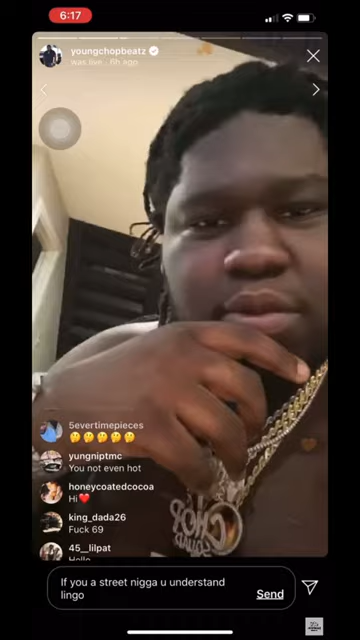 6:17
youngchopbeatz
was live · 6h ago
5evertimepieces
🤔🤔🤔🤔🤔
yungniptmc
You not even hot
honeycoatedcocoa
Hi❤️
king_dada26
Fuck 69
45__lilpat
Hello
If you a street nigga u understand
lingo
Send